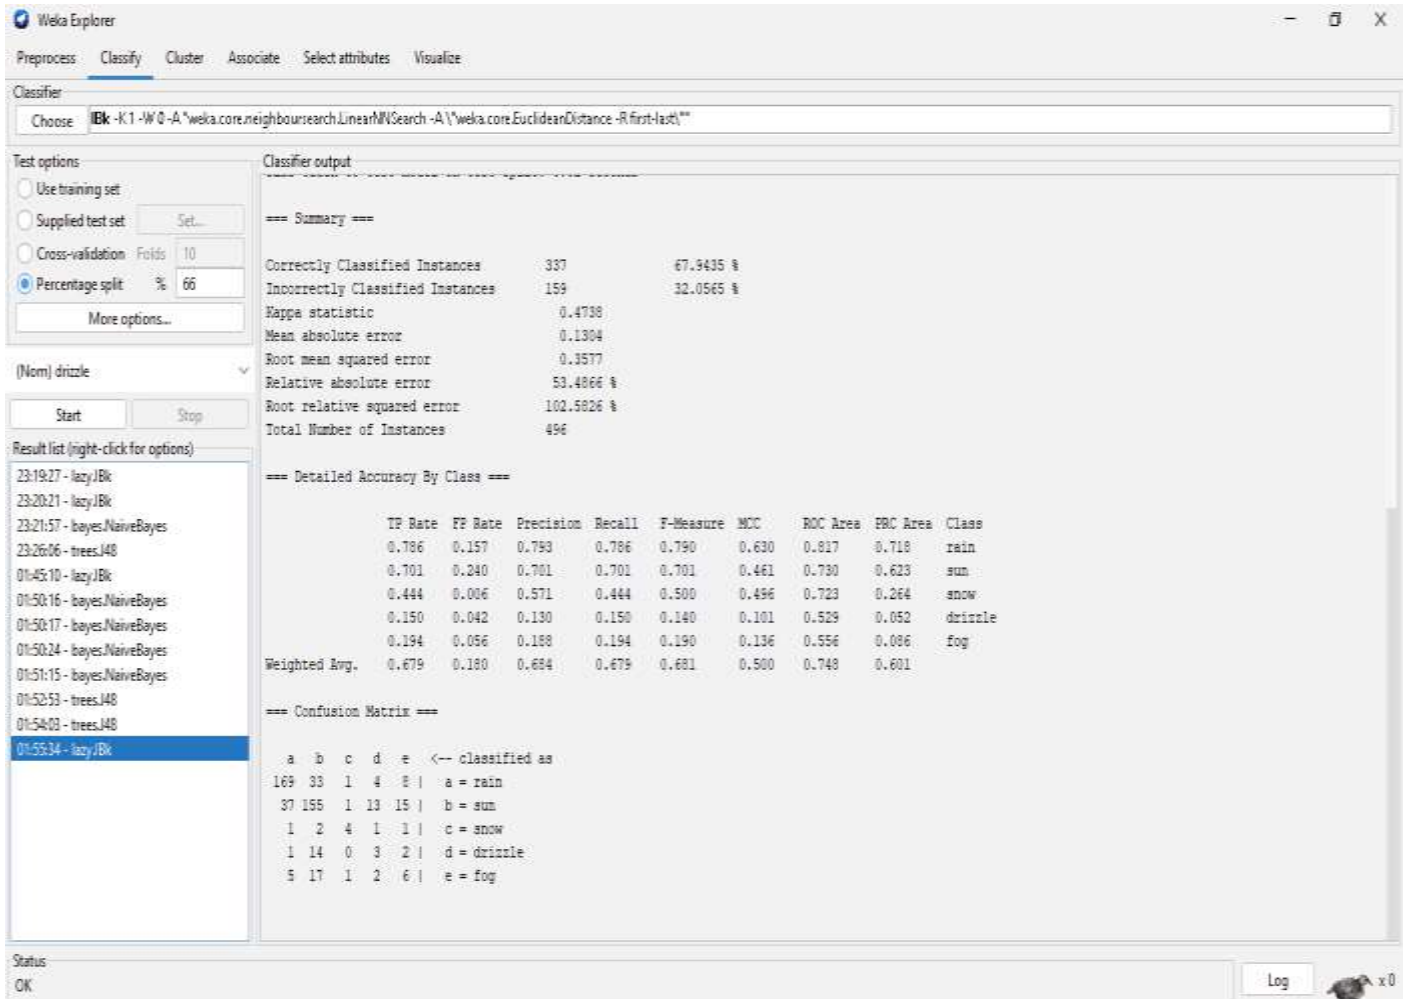 Weka Explorer
Preprocess Classify Cluster Associate Select attributes Visualize
Classifier
Choose IBk -K 1 -W 0 -A "weka.core.neighboursearch.LinearNNSearch -A \"weka.core.EuclideanDistance -R first-last\""
Test options
Use training set
Supplied test set Set...
Cross-validation Folds 10
Percentage split % 66
More options...
(Nom) drizzle
Start Stop
Result list (right-click for options)
23:19:27 - lazy.IBk
23:20:21 - lazy.IBk
23:21:57 - bayes.NaiveBayes
23:26:06 - trees.J48
01:45:10 - lazy.IBk
01:50:16 - bayes.NaiveBayes
01:50:17 - bayes.NaiveBayes
01:50:24 - bayes.NaiveBayes
01:51:15 - bayes.NaiveBayes
01:52:53 - trees.J48
01:54:03 - trees.J48
01:55:34 - lazy.IBk
Classifier output
=== Summary ===
Correctly Classified Instances 337 67.9435 %
Incorrectly Classified Instances 159 32.0565 %
Kappa statistic 0.4738
Mean absolute error 0.1304
Root mean squared error 0.3577
Relative absolute error 53.4866 %
Root relative squared error 102.5826 %
Total Number of Instances 496
=== Detailed Accuracy By Class ===
TP Rate FP Rate Precision Recall F-Measure MCC ROC Area PRC Area Class
0.786 0.157 0.793 0.786 0.790 0.630 0.817 0.718 rain
0.701 0.240 0.701 0.701 0.701 0.461 0.730 0.623 sun
0.444 0.006 0.571 0.444 0.500 0.496 0.723 0.264 snow
0.150 0.042 0.130 0.150 0.140 0.101 0.529 0.052 drizzle
0.194 0.056 0.188 0.194 0.190 0.136 0.556 0.086 fog
Weighted Avg. 0.679 0.180 0.684 0.679 0.681 0.500 0.748 0.601
=== Confusion Matrix ===
a b c d e <-- classified as
169 33 1 4 8 | a = rain
37 155 1 13 15 | b = sun
1 2 4 1 1 | c = snow
1 14 0 3 2 | d = drizzle
5 17 1 2 6 | e = fog
Status
OK
Log x 0